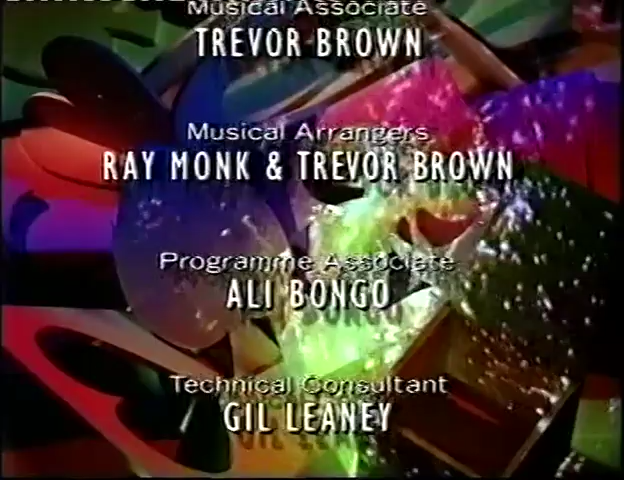 Musical Associate
TREVOR BROWN
Musical Arrangers
RAY MONK & TREVOR BROWN
Programme Associate
ALI BONGO
Technical Consultant
GIL LEANEY